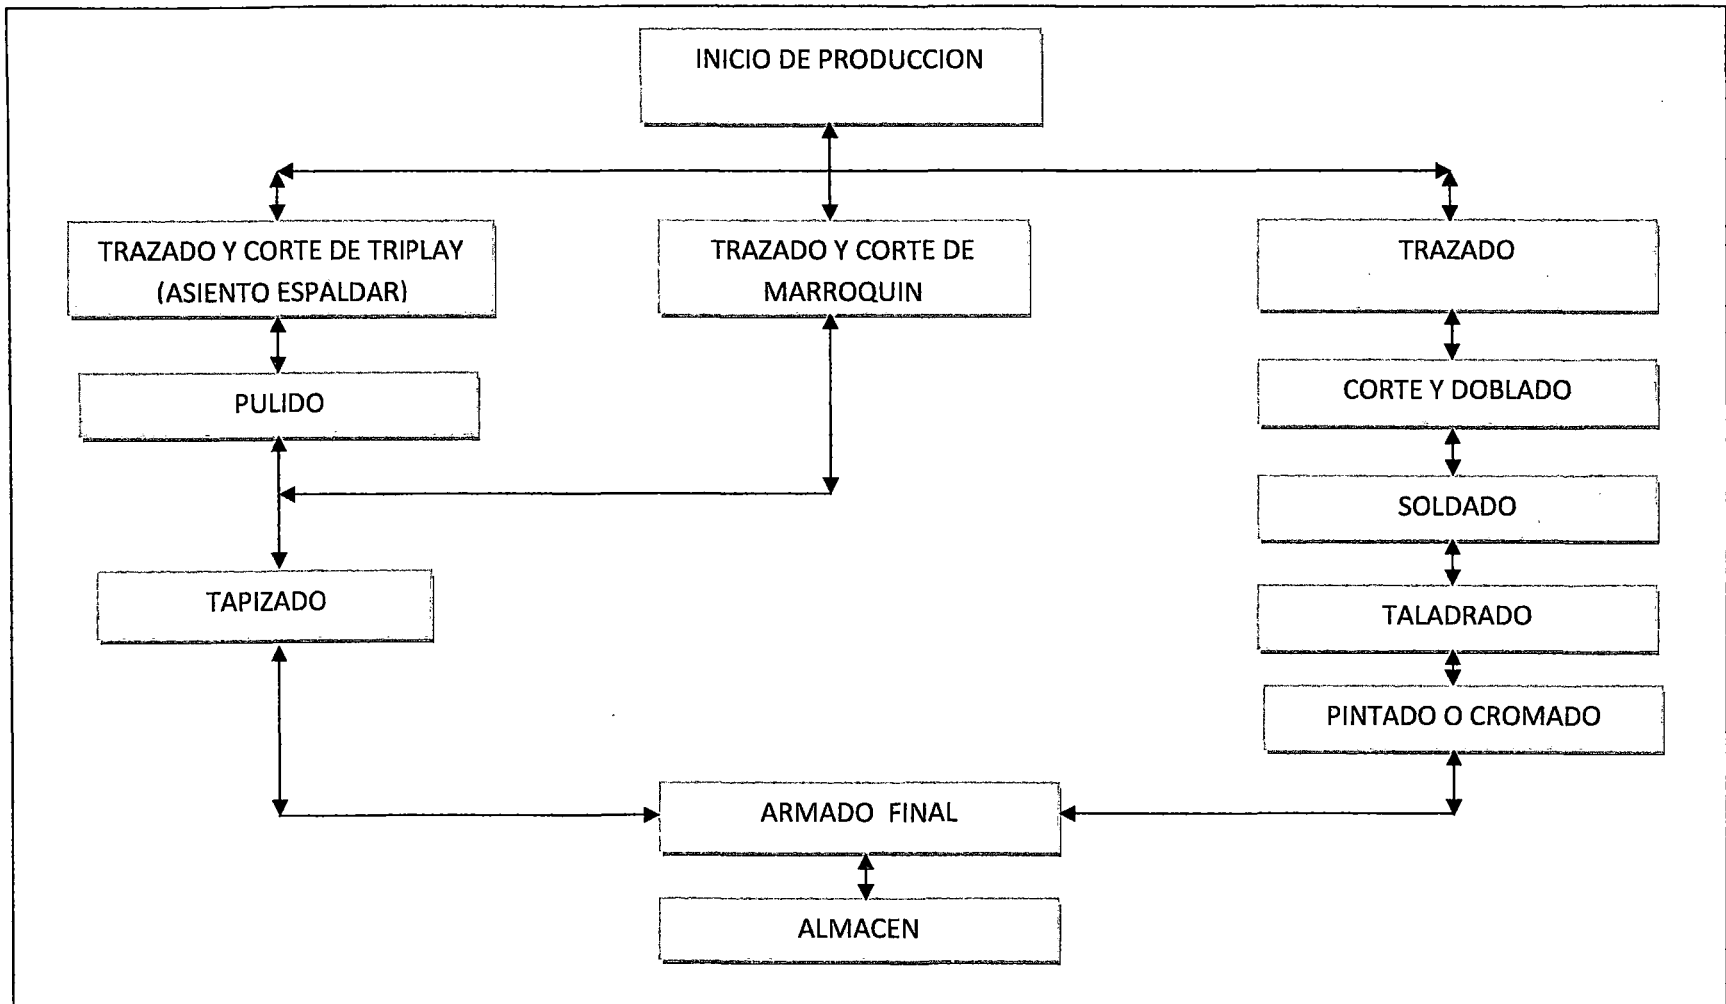 INICIO DE PRODUCCION
TRAZADO Y CORTE DE TRIPLAY
(ASIENTO ESPALDAR)
TRAZADO Y CORTE DE
MARROQUIN
TRAZADO
PULIDO
CORTE Y DOBLADO
SOLDADO
TAPIZADO
TALADRADO
PINTADO O CROMADO
ARMADO FINAL
ALMACEN